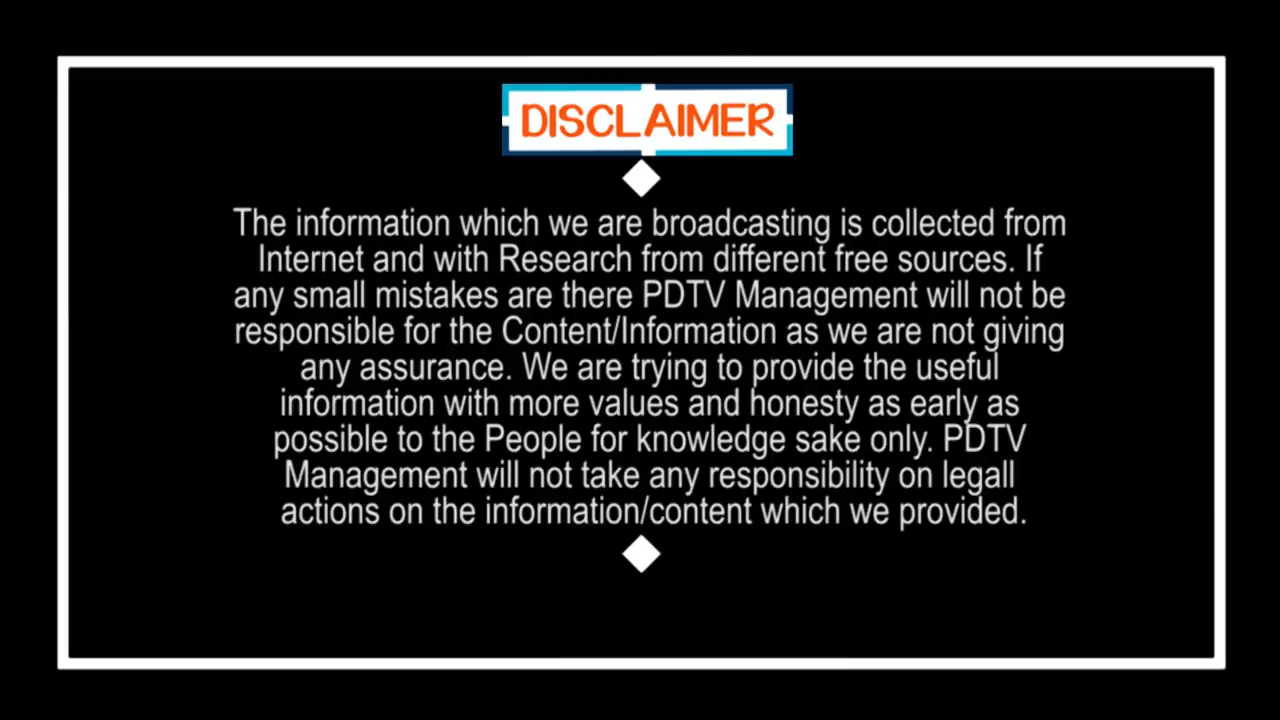 DISCLAIMER
The information which we are broadcasting is collected from
Internet and with Research from different free sources. If
any small mistakes are there PDTV Management will not be
responsible for the Content/Information as we are not giving
any assurance. We are trying to provide the useful
information with more values and honesty as early as
possible to the People for knowledge sake only. PDTV
Management will not take any responsibility on legall
actions on the information/content which we provided.